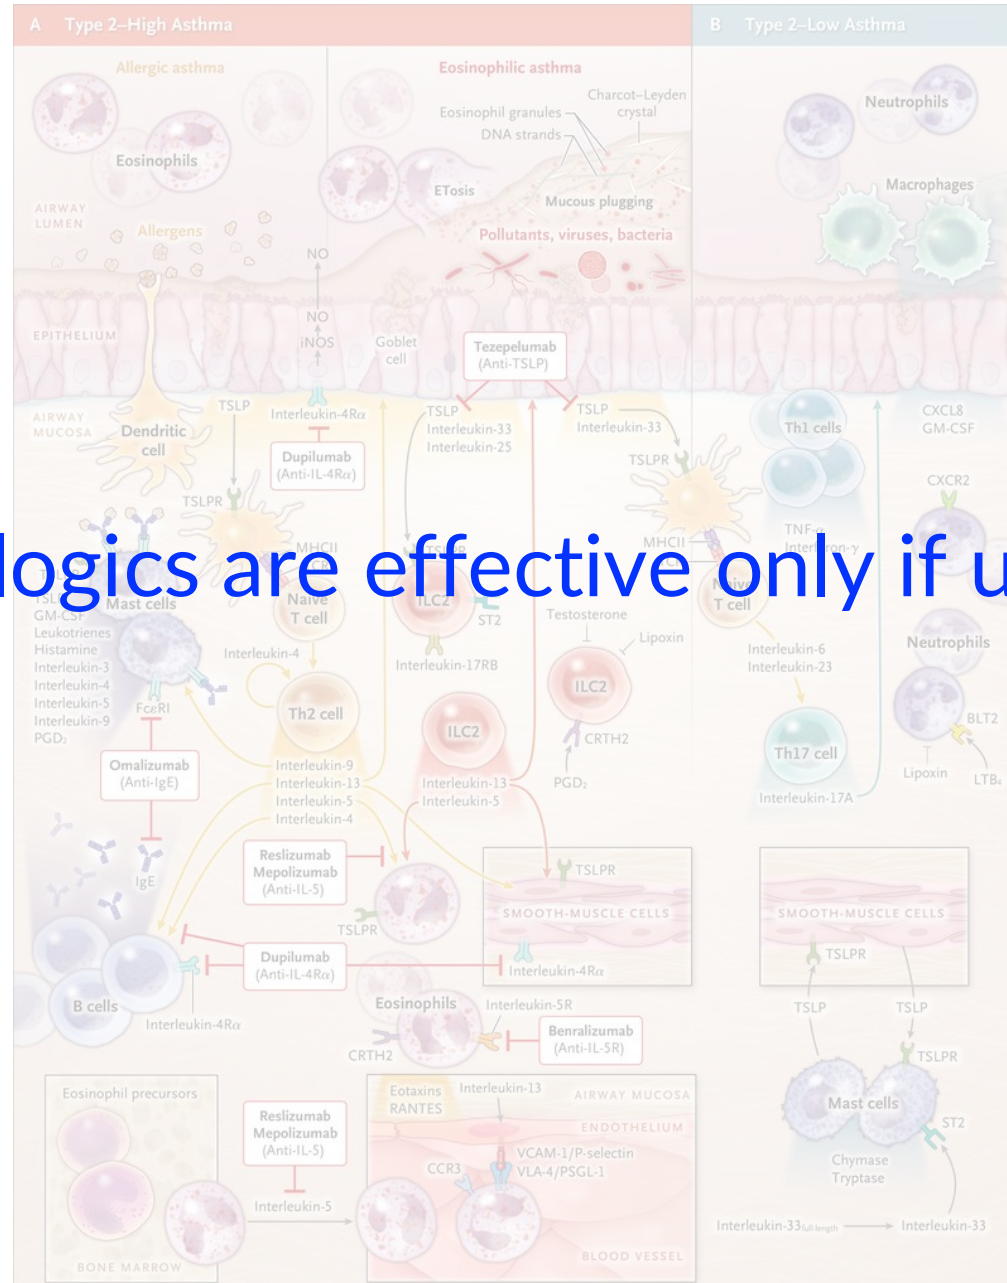 A Type 2–High Asthma
B Type 2–Low Asthma
Allergic asthma
Eosinophilic asthma
Eosinophil granules
DNA strands
Charcot–Leyden
crystal
Neutrophils
Eosinophils
ETosis
Mucous plugging
Macrophages
AIRWAY
LUMEN
Allergens
Pollutants, viruses, bacteria
NO
NO
iNOS
EPITHELIUM
Goblet
cell
Tezepelumab
(Anti-TSLP)
AIRWAY
MUCOSA
Dendritic
cell
TSLP
Interleukin-4Rα
Dupilumab
(Anti-IL-4Rα)
TSLP
Interleukin-33
Interleukin-25
TSLP
Interleukin-33
Th1 cells
CXCL8
GM-CSF
TSLPR
TSLPR
CXCR2
MHCII
MHCII
TNF-α
logics are effective only if u
Mast cells
GM-CSF
Leukotrienes
Histamine
Interleukin-3
Interleukin-4
Interleukin-5
Interleukin-9
PGD₂
FcεRI
Naive
T cell
Interleukin-4
Th2 cell
ILC2
ST2
Interleukin-17RB
Testosterone
Lipoxin
ILC2
CRTH2
PGD₂
ILC2
Naive
T cell
Interleukin-6
Interleukin-23
Th17 cell
Interleukin-17A
Neutrophils
BLT2
Lipoxin
LTB₄
Omalizumab
(Anti-IgE)
Interleukin-9
Interleukin-13
Interleukin-5
Interleukin-4
Interleukin-13
Interleukin-5
IgE
Reslizumab
Mepolizumab
(Anti-IL-5)
TSLPR
TSLPR
SMOOTH-MUSCLE CELLS
Interleukin-4Rα
SMOOTH-MUSCLE CELLS
TSLPR
B cells
Interleukin-4Rα
Dupilumab
(Anti-IL-4Rα)
Eosinophils
Interleukin-5R
CRTH2
Benralizumab
(Anti-IL-5R)
TSLP
TSLP
TSLPR
Mast cells
ST2
Chymase
Tryptase
Interleukin-33full length
Interleukin-33
Eosinophil precursors
Reslizumab
Mepolizumab
(Anti-IL-5)
Interleukin-5
BONE MARROW
Eotaxins
RANTES
Interleukin-13
AIRWAY MUCOSA
ENDOTHELIUM
VCAM-1/P-selectin
VLA-4/PSGL-1
CCR3
BLOOD VESSEL